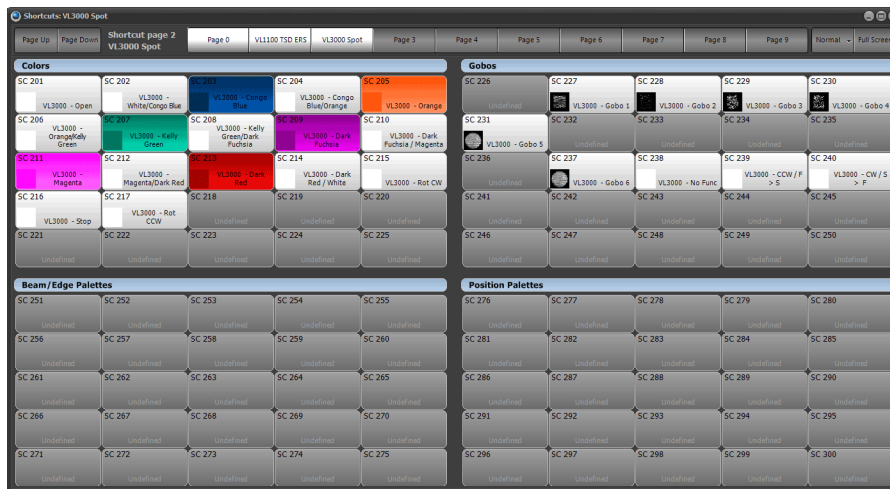 Shortcuts: VL3000 Spot
Page Up Page Down Shortcut page 2 VL3000 Spot Page 0 VL1100 TSD ERS VL3000 Spot Page 3 Page 4 Page 5 Page 6 Page 7 Page 8 Page 9 Normal Full Screen
Colors
SC 201 SC 202 SC 203 SC 204 SC 205
VL3000 - Open VL3000 - White/Congo Blue VL3000 - Congo Blue VL3000 - Congo Blue/Orange VL3000 - Orange
SC 206 SC 207 SC 208 SC 209 SC 210
VL3000 - Orange/Kelly Green VL3000 - Kelly Green VL3000 - Kelly Green/Dark Fuchsia VL3000 - Dark Fuchsia VL3000 - Dark Fuchsia / Magenta
SC 211 SC 212 SC 213 SC 214 SC 215
VL3000 - Magenta VL3000 - Magenta/Dark Red VL3000 - Dark Red VL3000 - Dark Red / White VL3000 - Rot CW
SC 216 SC 217 SC 218 SC 219 SC 220
VL3000 - Stop VL3000 - Rot CCW Undefined Undefined Undefined
SC 221 SC 222 SC 223 SC 224 SC 225
Undefined Undefined Undefined Undefined Undefined
Gobos
SC 226 SC 227 SC 228 SC 229 SC 230
Undefined VL3000 - Gobo 1 VL3000 - Gobo 2 VL3000 - Gobo 3 VL3000 - Gobo 4
SC 231 SC 232 SC 233 SC 234 SC 235
VL3000 - Gobo 5 Undefined Undefined Undefined Undefined
SC 236 SC 237 SC 238 SC 239 SC 240
Undefined VL3000 - Gobo 6 VL3000 - No Func VL3000 - CCW / F > S VL3000 - CW / S > F
SC 241 SC 242 SC 243 SC 244 SC 245
Undefined Undefined Undefined Undefined Undefined
SC 246 SC 247 SC 248 SC 249 SC 250
Undefined Undefined Undefined Undefined Undefined
Beam/Edge Palettes
SC 251 SC 252 SC 253 SC 254 SC 255
Undefined Undefined Undefined Undefined Undefined
SC 256 SC 257 SC 258 SC 259 SC 260
Undefined Undefined Undefined Undefined Undefined
SC 261 SC 262 SC 263 SC 264 SC 265
Undefined Undefined Undefined Undefined Undefined
SC 266 SC 267 SC 268 SC 269 SC 270
Undefined Undefined Undefined Undefined Undefined
SC 271 SC 272 SC 273 SC 274 SC 275
Undefined Undefined Undefined Undefined Undefined
Position Palettes
SC 276 SC 277 SC 278 SC 279 SC 280
Undefined Undefined Undefined Undefined Undefined
SC 281 SC 282 SC 283 SC 284 SC 285
Undefined Undefined Undefined Undefined Undefined
SC 286 SC 287 SC 288 SC 289 SC 290
Undefined Undefined Undefined Undefined Undefined
SC 291 SC 292 SC 293 SC 294 SC 295
Undefined Undefined Undefined Undefined Undefined
SC 296 SC 297 SC 298 SC 299 SC 300
Undefined Undefined Undefined Undefined Undefined